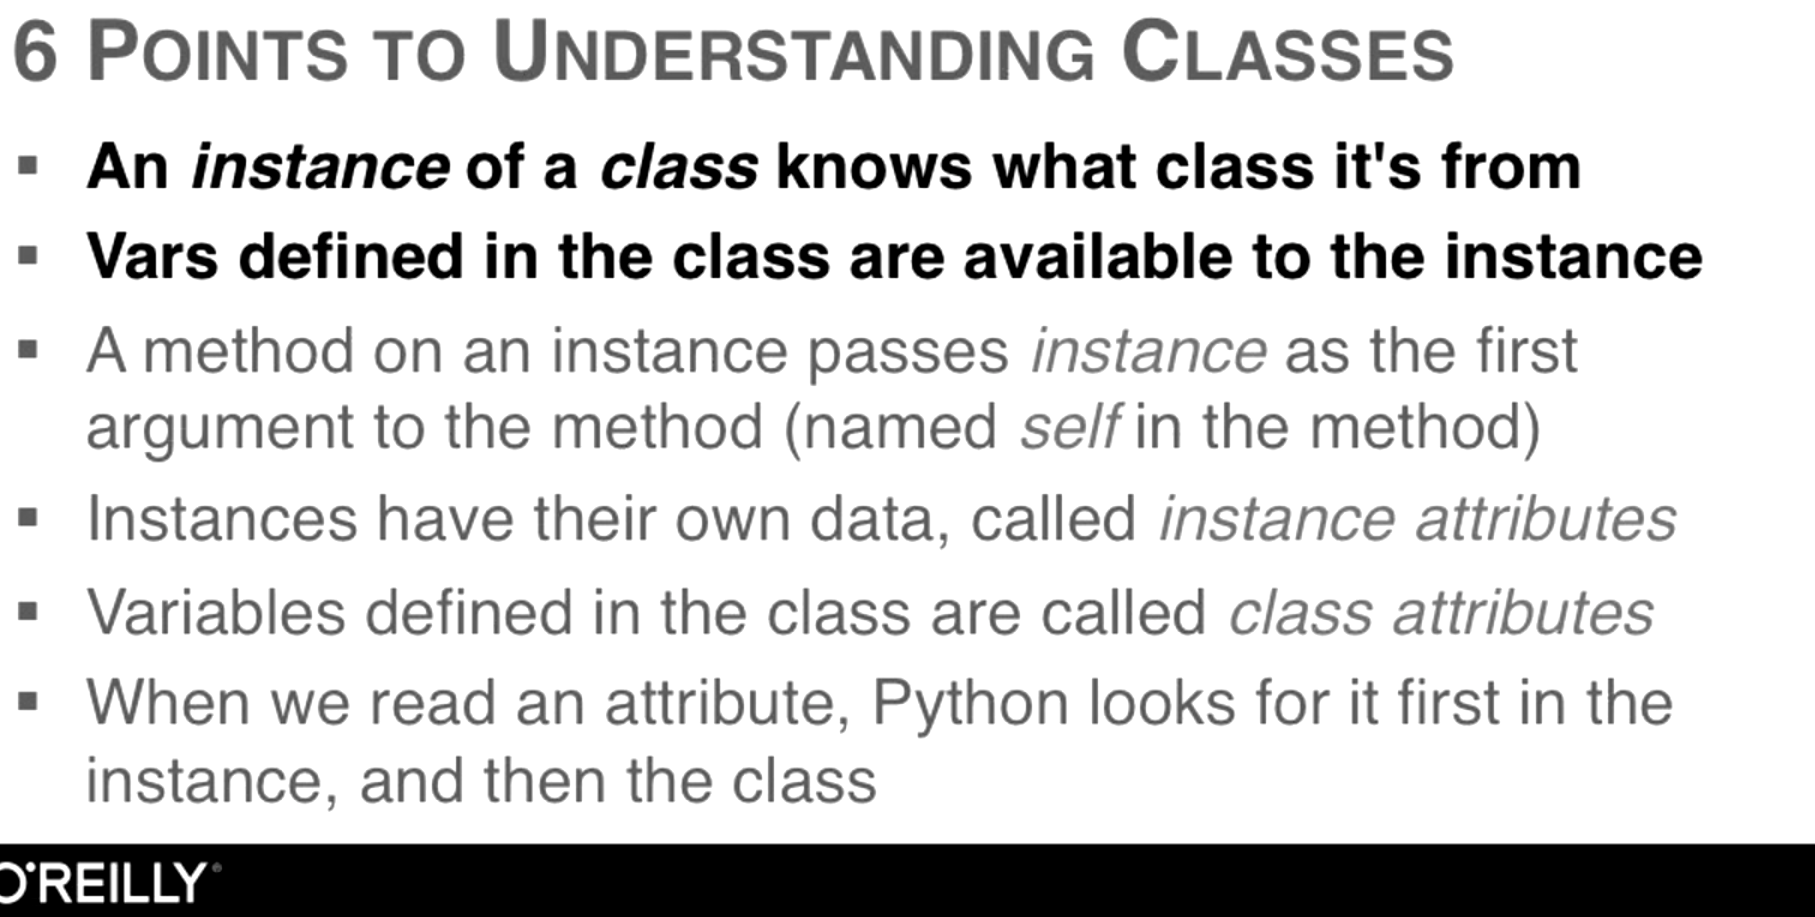 6 POINTS TO UNDERSTANDING CLASSES
▪ An instance of a class knows what class it's from
▪ Vars defined in the class are available to the instance
▪ A method on an instance passes instance as the first
argument to the method (named self in the method)
▪ Instances have their own data, called instance attributes
▪ Variables defined in the class are called class attributes
▪ When we read an attribute, Python looks for it first in the
instance, and then the class
O'REILLY®